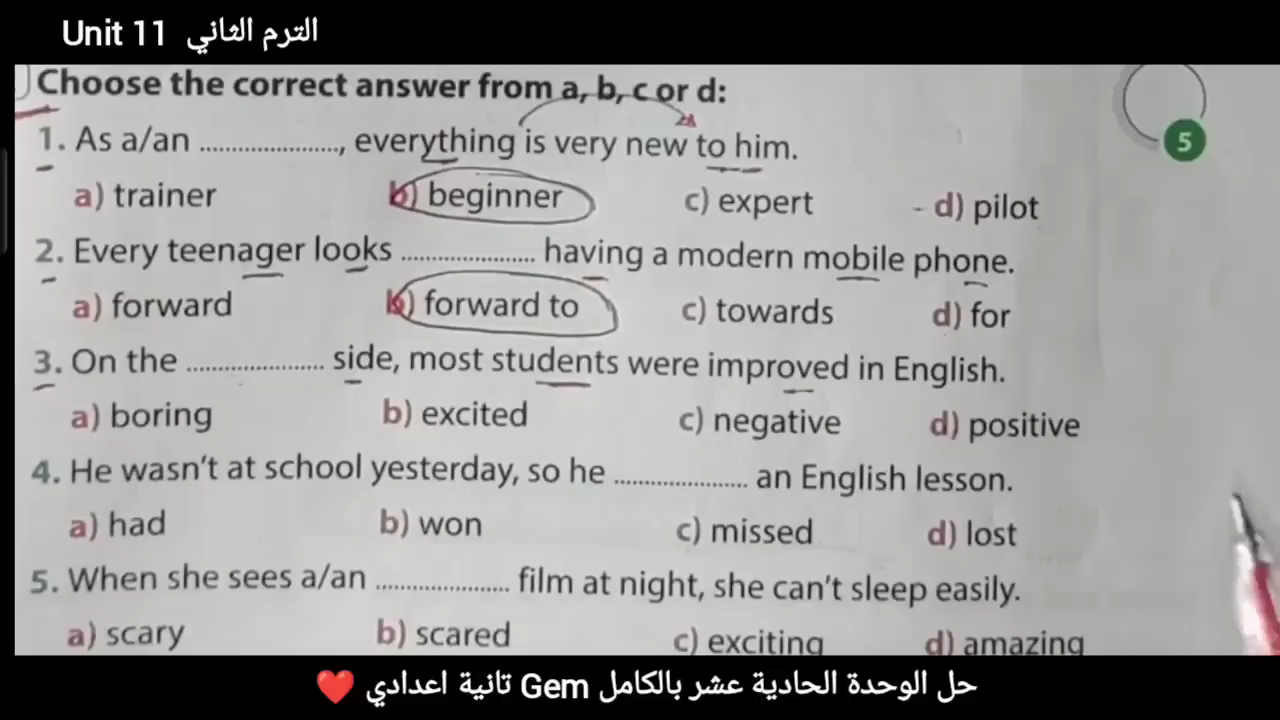 Unit 11 الترم الثاني
Choose the correct answer from a, b, c or d:
5
1. As a/an ...................., everything is very new to him.
a) trainer b) beginner c) expert d) pilot
2. Every teenager looks ...................... having a modern mobile phone.
a) forward b) forward to c) towards d) for
3. On the ...................... side, most students were improved in English.
a) boring b) excited c) negative d) positive
4. He wasn't at school yesterday, so he ...................... an English lesson.
a) had b) won c) missed d) lost
5. When she sees a/an ...................... film at night, she can't sleep easily.
a) scary b) scared c) exciting d) amazing
حل الوحدة الحادية عشر بالكامل Gem تانية اعدادي ❤️